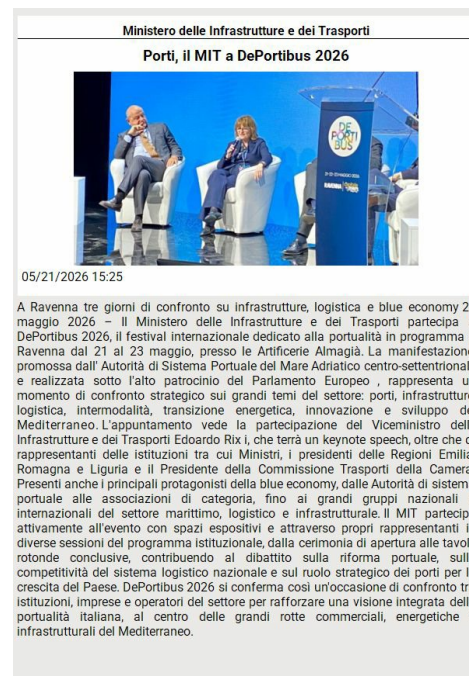 Ministero delle Infrastrutture e dei Trasporti
Porti, il MIT a DePortibus 2026
DE
PORTI
BUS
21-22-23 MAGGIO 2026
RAVENNA
05/21/2026 15:25
A Ravenna tre giorni di confronto su infrastrutture, logistica e blue economy 2
maggio 2026 – Il Ministero delle Infrastrutture e dei Trasporti partecipa
DePortibus 2026, il festival internazionale dedicato alla portualità in programma
Ravenna dal 21 al 23 maggio, presso le Artificerie Almagià. La manifestazione
promossa dall' Autorità di Sistema Portuale del Mare Adriatico centro-settentrional
e realizzata sotto l'alto patrocinio del Parlamento Europeo , rappresenta u
momento di confronto strategico sui grandi temi del settore: porti, infrastrutture
logistica, intermodalità, transizione energetica, innovazione e sviluppo de
Mediterraneo. L'appuntamento vede la partecipazione del Viceministro dell
Infrastrutture e dei Trasporti Edoardo Rix i, che terrà un keynote speech, oltre che d
rappresentanti delle istituzioni tra cui Ministri, i presidenti delle Regioni Emilia
Romagna e Liguria e il Presidente della Commissione Trasporti della Camera
Presenti anche i principali protagonisti della blue economy, dalle Autorità di sistem
portuale alle associazioni di categoria, fino ai grandi gruppi nazionali
internazionali del settore marittimo, logistico e infrastrutturale. Il MIT partecip
attivamente all'evento con spazi espositivi e attraverso propri rappresentanti i
diverse sessioni del programma istituzionale, dalla cerimonia di apertura alle tavol
rotonde conclusive, contribuendo al dibattito sulla riforma portuale, sull
competitività del sistema logistico nazionale e sul ruolo strategico dei porti per l
crescita del Paese. DePortibus 2026 si conferma così un'occasione di confronto tr
istituzioni, imprese e operatori del settore per rafforzare una visione integrata dell
portualità italiana, al centro delle grandi rotte commerciali, energetiche
infrastrutturali del Mediterraneo.